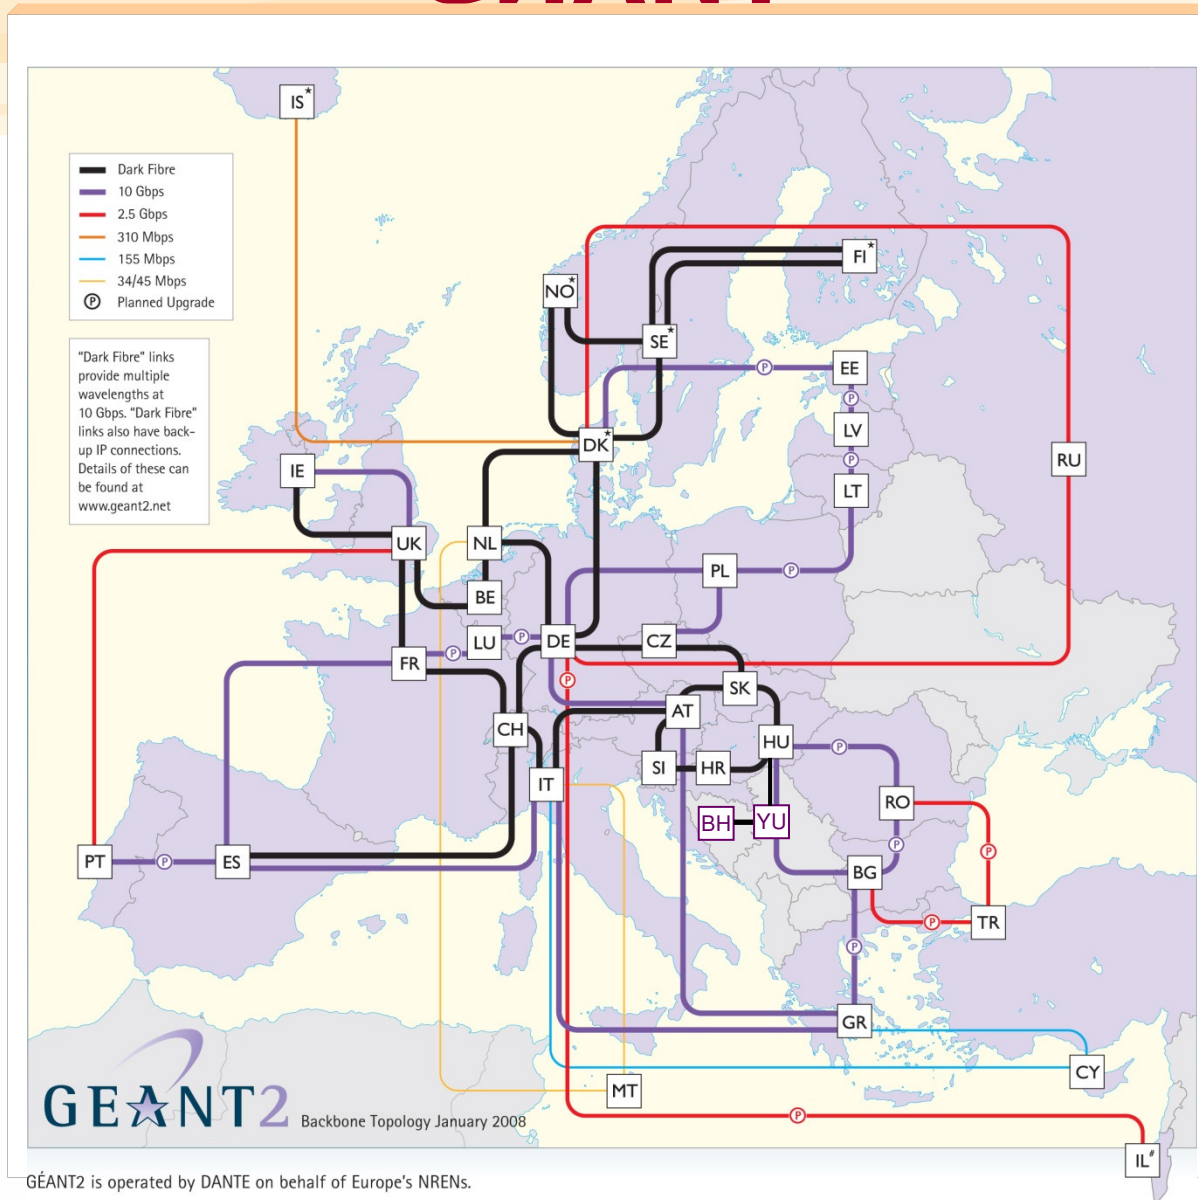 GÉANT
IS*
Dark Fibre
10 Gbps
2.5 Gbps
310 Mbps
155 Mbps
34/45 Mbps
P Planned Upgrade
"Dark Fibre" links
provide multiple
wavelengths at
10 Gbps. "Dark Fibre"
links also have back-
up IP connections.
Details of these can
be found at
www.geant2.net
FI*
NO*
SE*
P
EE
P
LV
DK*
P
RU
IE
LT
UK
NL
PL
P
BE
LU
P
DE
CZ
P
FR
P
SK
AT
CH
HU
P
SI
HR
IT
RO
BH
YU
P
P
PT
P
ES
BG
P
TR
P
GR
CY
MT
P
IL#
GEANT2 Backbone Topology January 2008
GÉANT2 is operated by DANTE on behalf of Europe's NRENs.